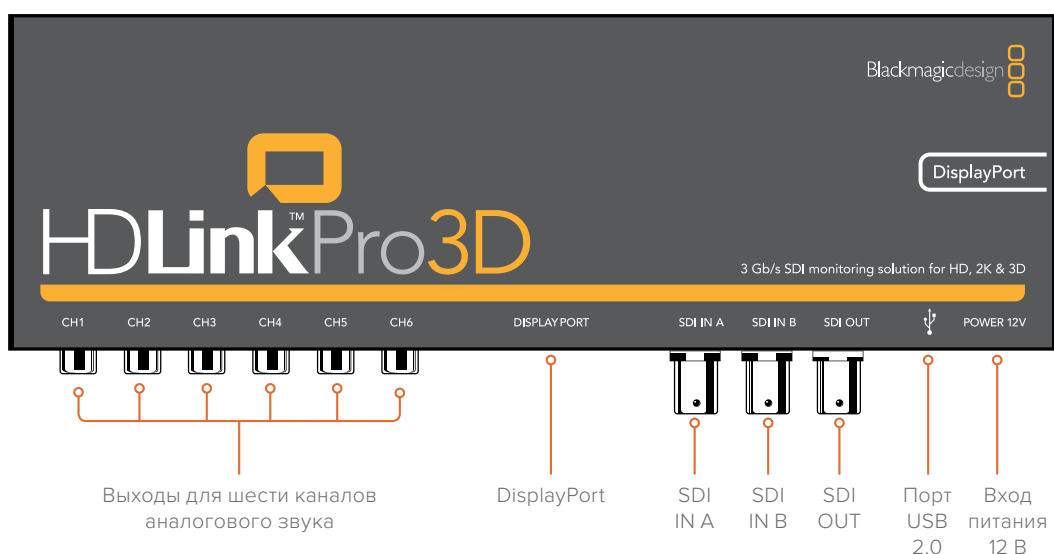 Blackmagicdesign
DisplayPort
HDLink™Pro3D
3 Gb/s SDI monitoring solution for HD, 2K & 3D
CH1 CH2 CH3 CH4 CH5 CH6 DISPLAYPORT SDI IN A SDI IN B SDI OUT POWER 12V
Выходы для шести каналов
аналогового звука
DisplayPort
SDI
IN A
SDI
IN B
SDI
OUT
Порт
USB
2.0
Вход
питания
12 В